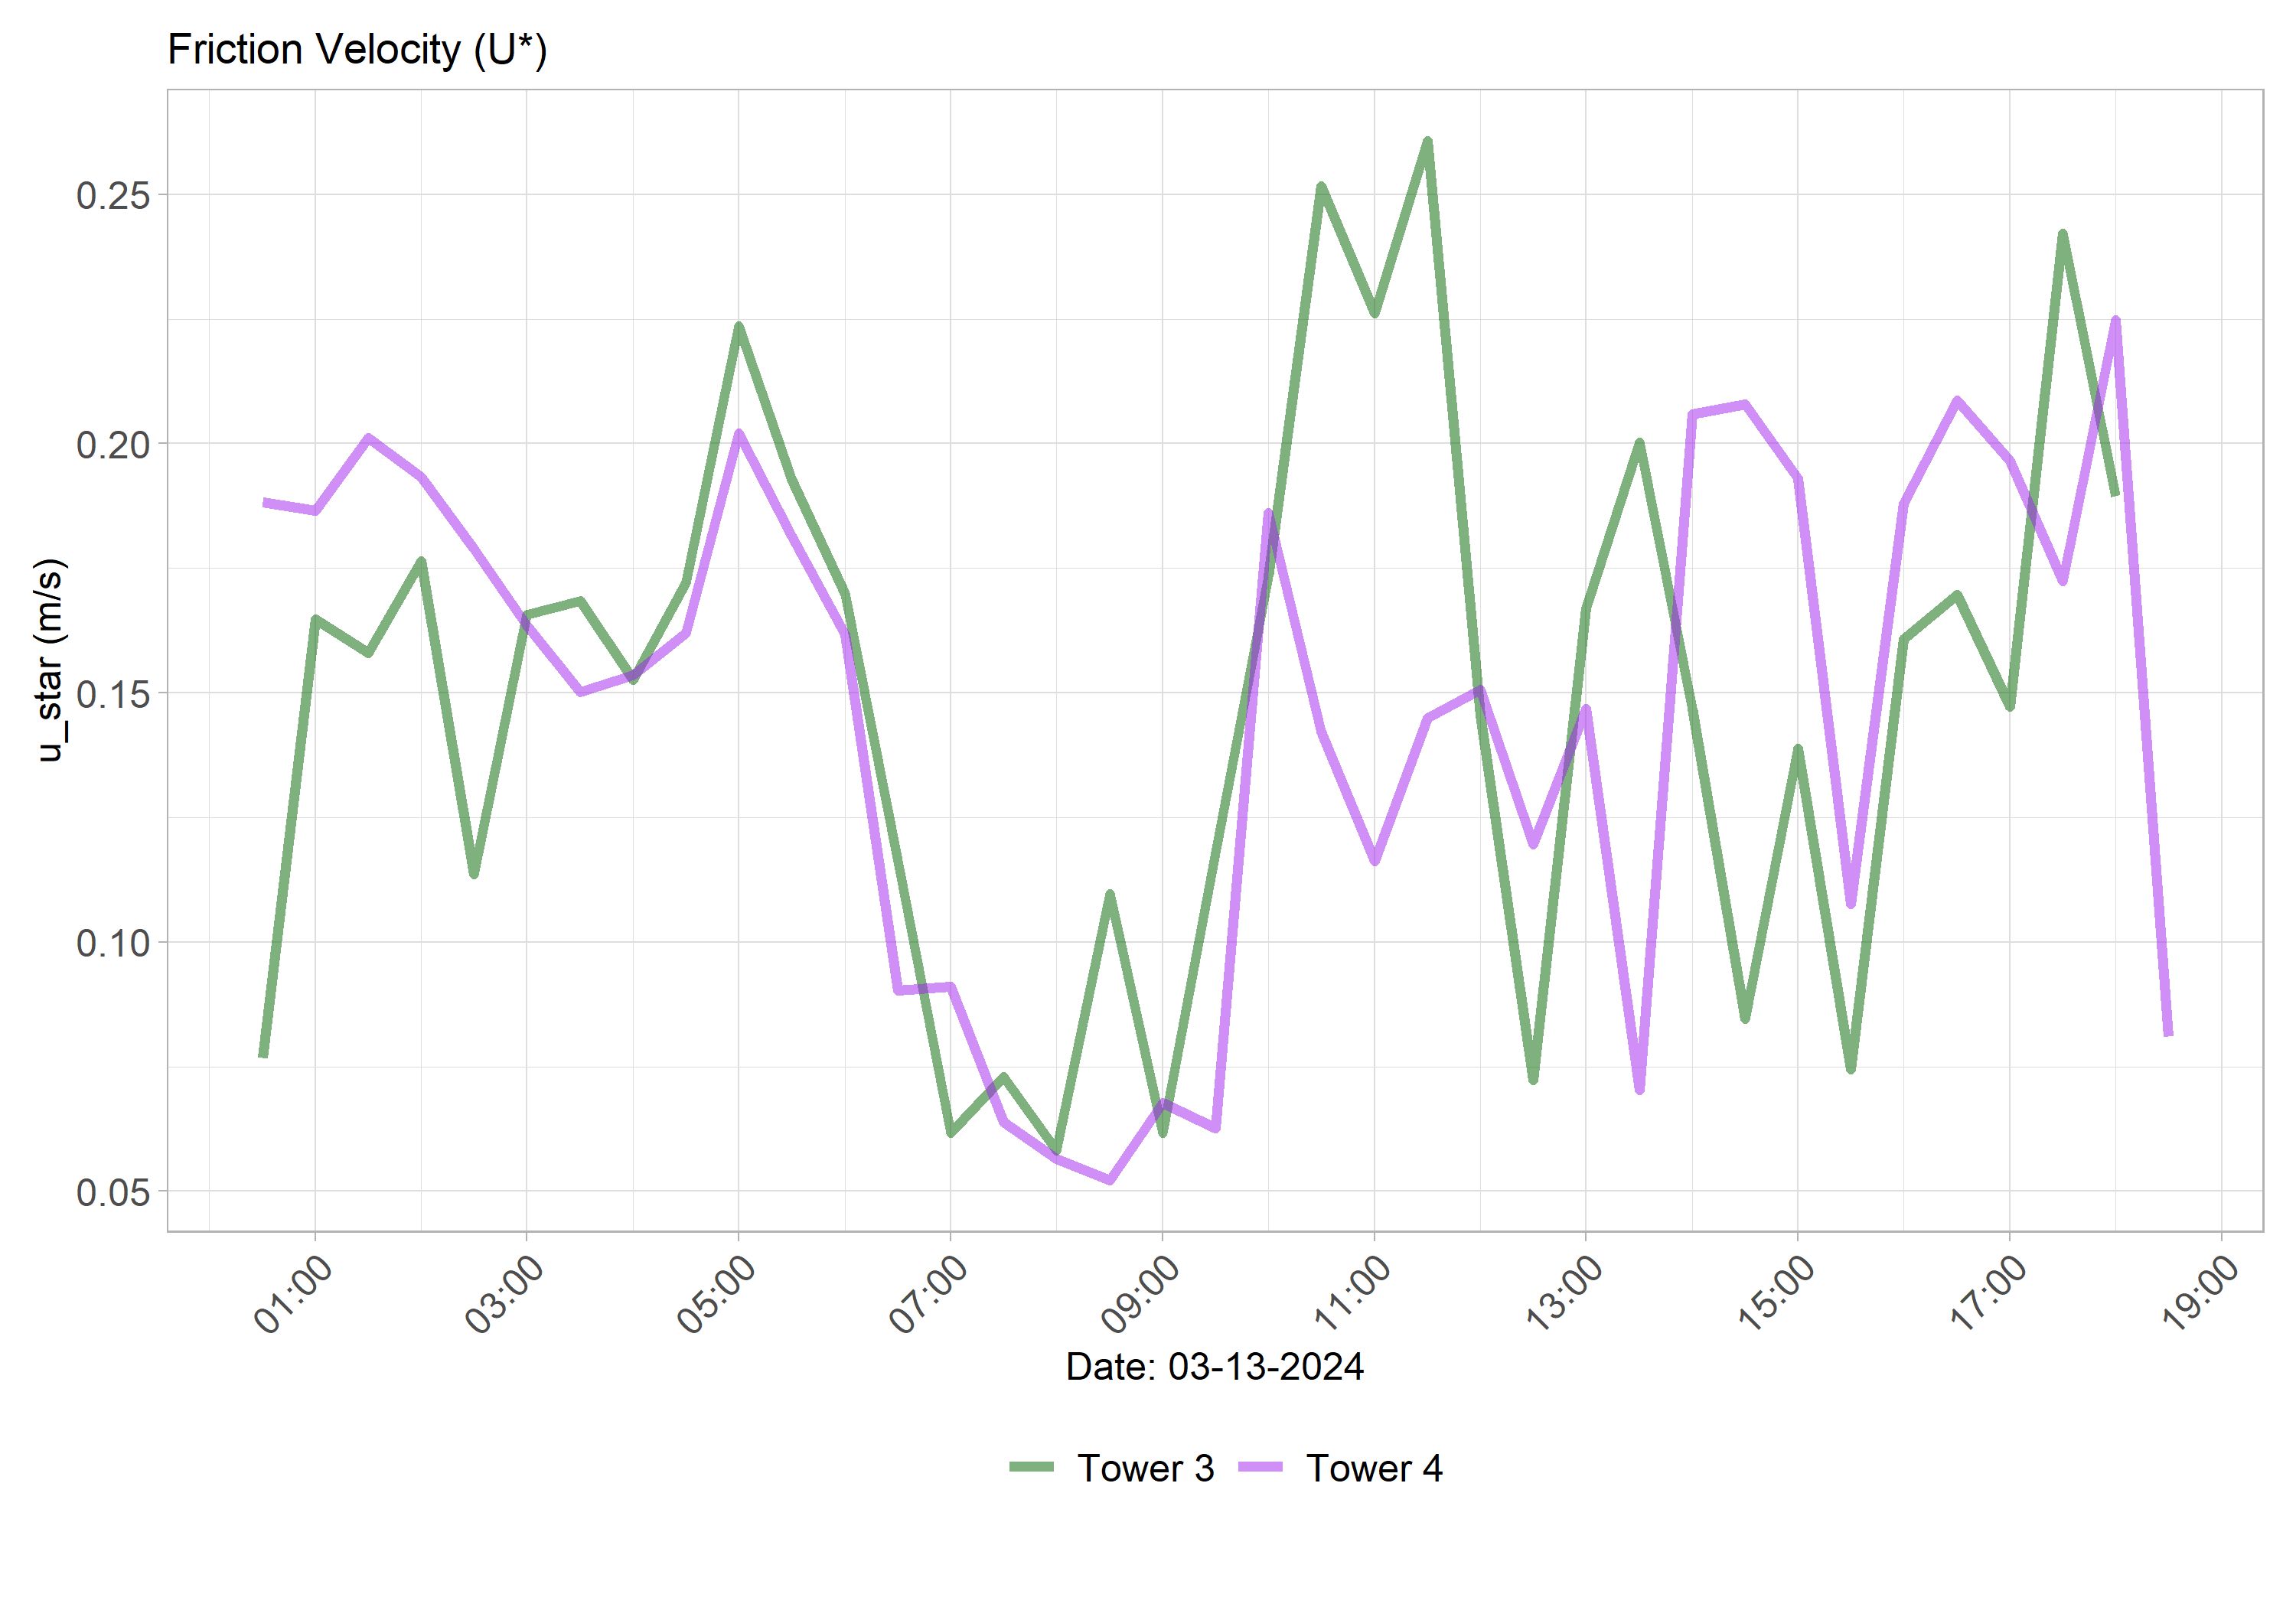 Friction Velocity (U*)
u_star (m/s)
0.25
0.20
0.15
0.10
0.05
01:00 03:00 05:00 07:00 09:00 11:00 13:00 15:00 17:00 19:00
Date: 03-13-2024
Tower 3 Tower 4